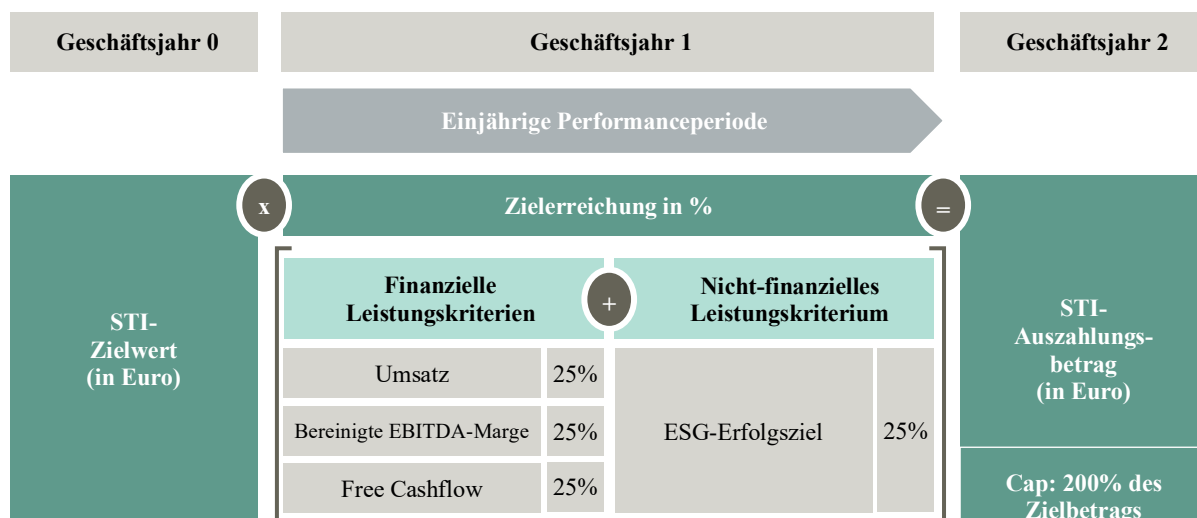 Geschäftsjahr 0
Geschäftsjahr 1
Geschäftsjahr 2
Einjährige Performanceperiode
x
Zielerreichung in %
=
STI-
Zielwert
(in Euro)
Finanzielle
Leistungskriterien
+
Nicht-finanzielles
Leistungskriterium
Umsatz 25%
Bereinigte EBITDA-Marge 25%
Free Cashflow 25%
ESG-Erfolgsziel 25%
STI-
Auszahlungs-
betrag
(in Euro)
Cap: 200% des
Zielbetrags